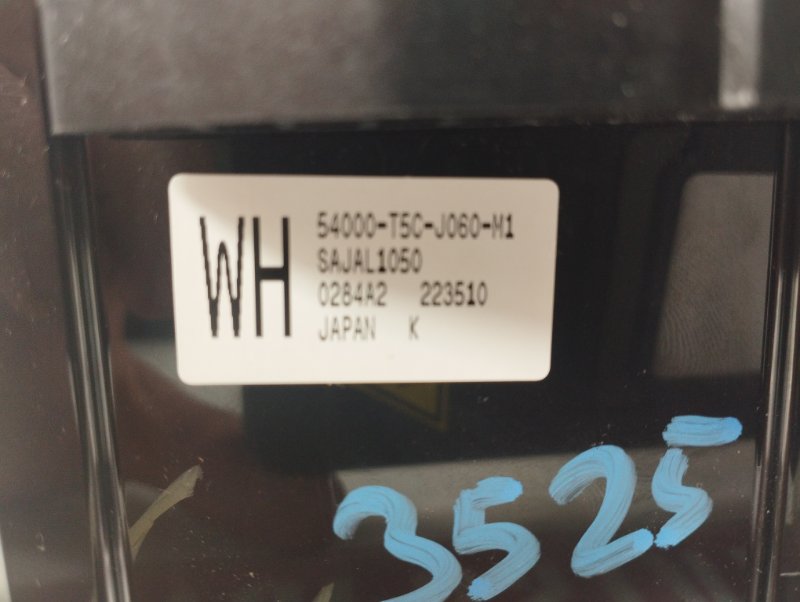 WH
54000-T5C-J060-M1
SAJAL1050
0284A2 223510
JAPAN K
3525